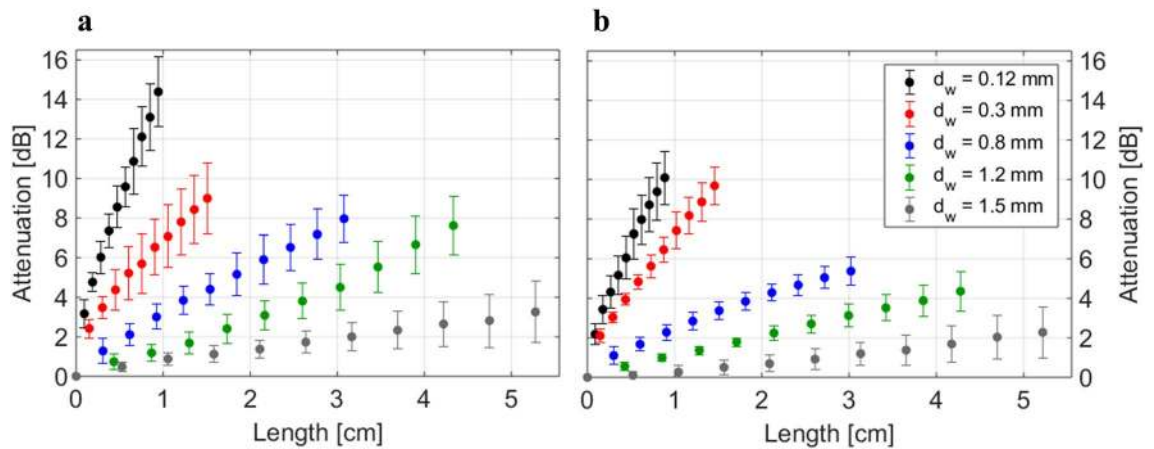 a
b
16
14
12
10
8
6
4
2
0
Attenuation [dB]
0 1 2 3 4 5
Length [cm]
d_w = 0.12 mm
d_w = 0.3 mm
d_w = 0.8 mm
d_w = 1.2 mm
d_w = 1.5 mm
16
14
12
10
8
6
4
2
0
Attenuation [dB]
0 1 2 3 4 5
Length [cm]